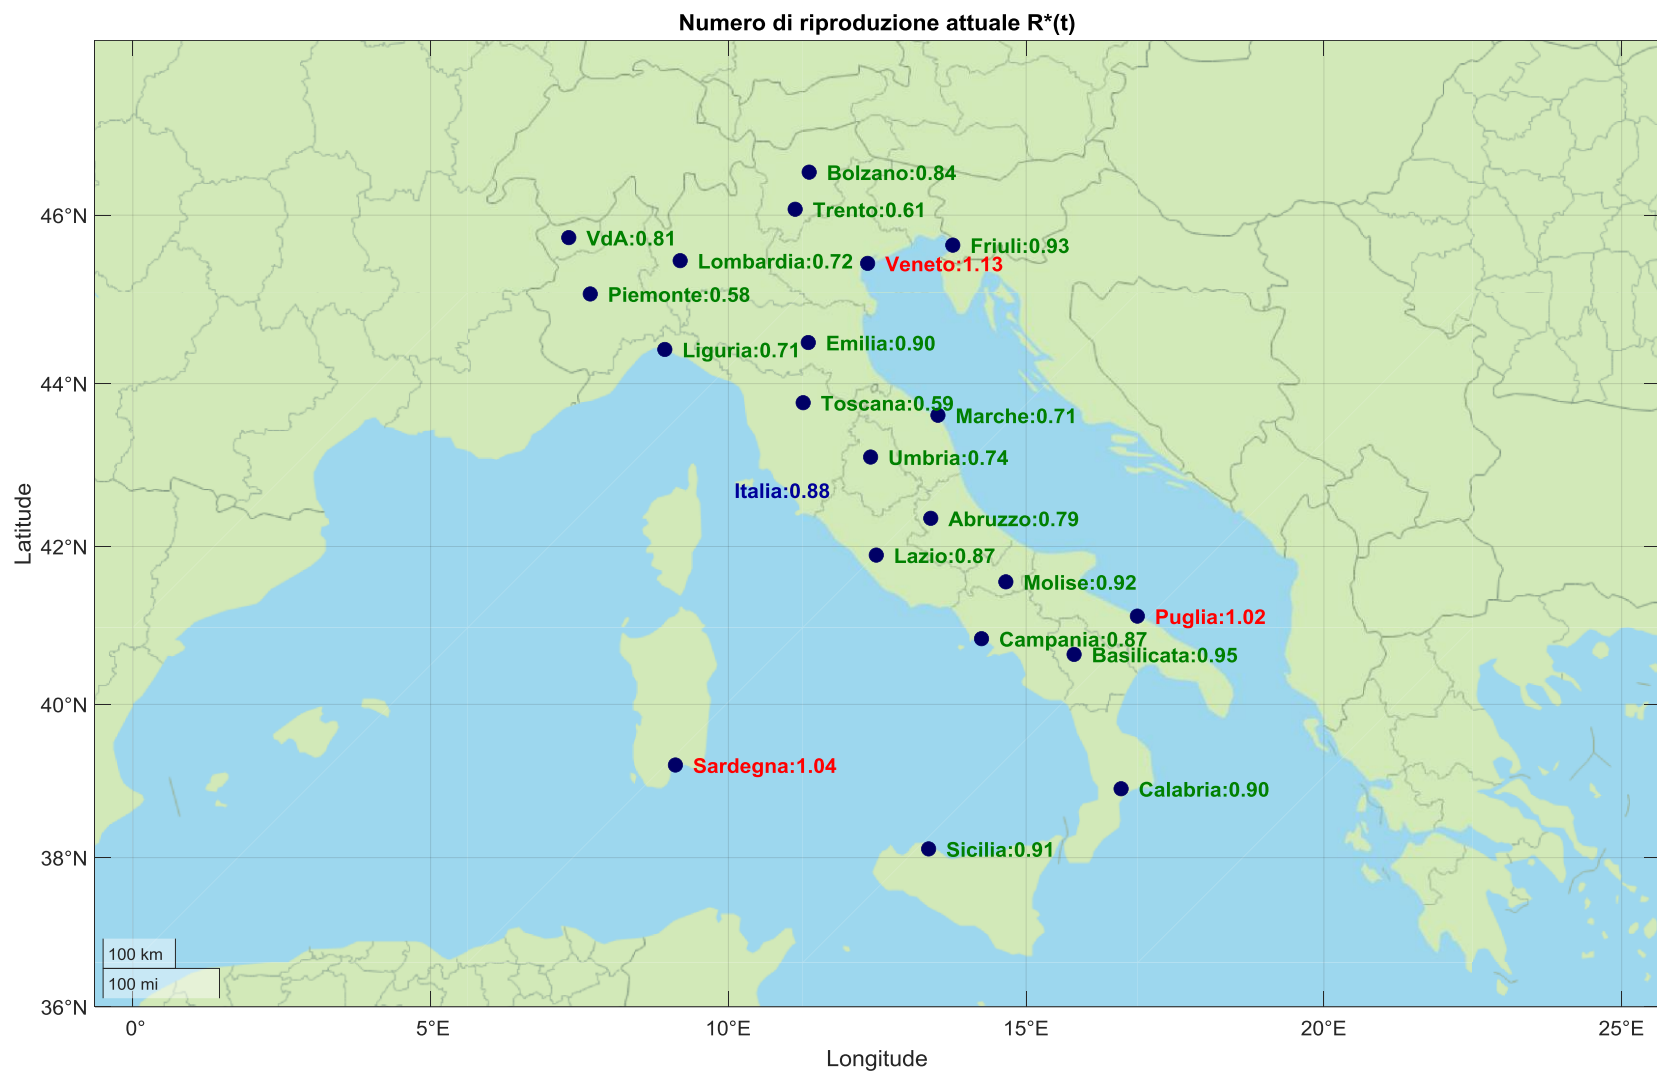 Numero di riproduzione attuale R*(t)
Bolzano:0.84
Trento:0.61
46°N
VdA:0.81
Friuli:0.93
Lombardia:0.72
Veneto:1.13
Piemonte:0.58
Emilia:0.90
Liguria:0.71
44°N
Toscana:0.59
Marche:0.71
Umbria:0.74
Italia:0.88
Abruzzo:0.79
Latitude
42°N
Lazio:0.87
Molise:0.92
Puglia:1.02
Campania:0.87
Basilicata:0.95
40°N
Sardegna:1.04
Calabria:0.90
Sicilia:0.91
38°N
100 km
100 mi
36°N
0°
5°E
10°E
15°E
20°E
25°E
Longitude